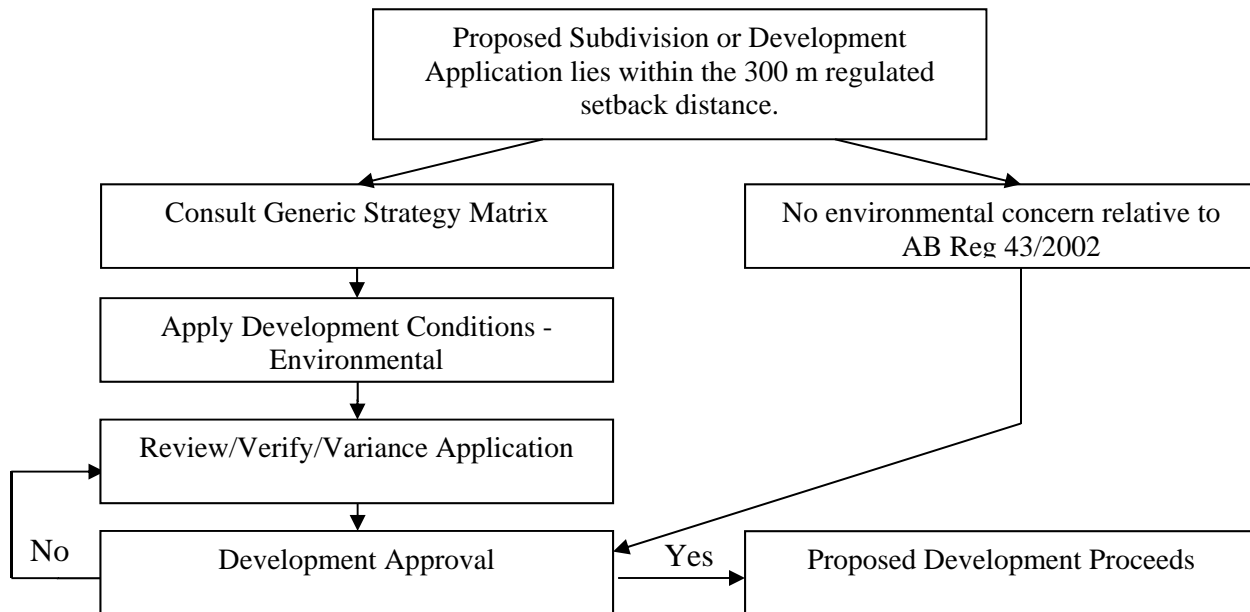 Proposed Subdivision or Development
Application lies within the 300 m regulated
setback distance.
Consult Generic Strategy Matrix
No environmental concern relative to
AB Reg 43/2002
Apply Development Conditions -
Environmental
Review/Verify/Variance Application
No
Development Approval
Yes
Proposed Development Proceeds